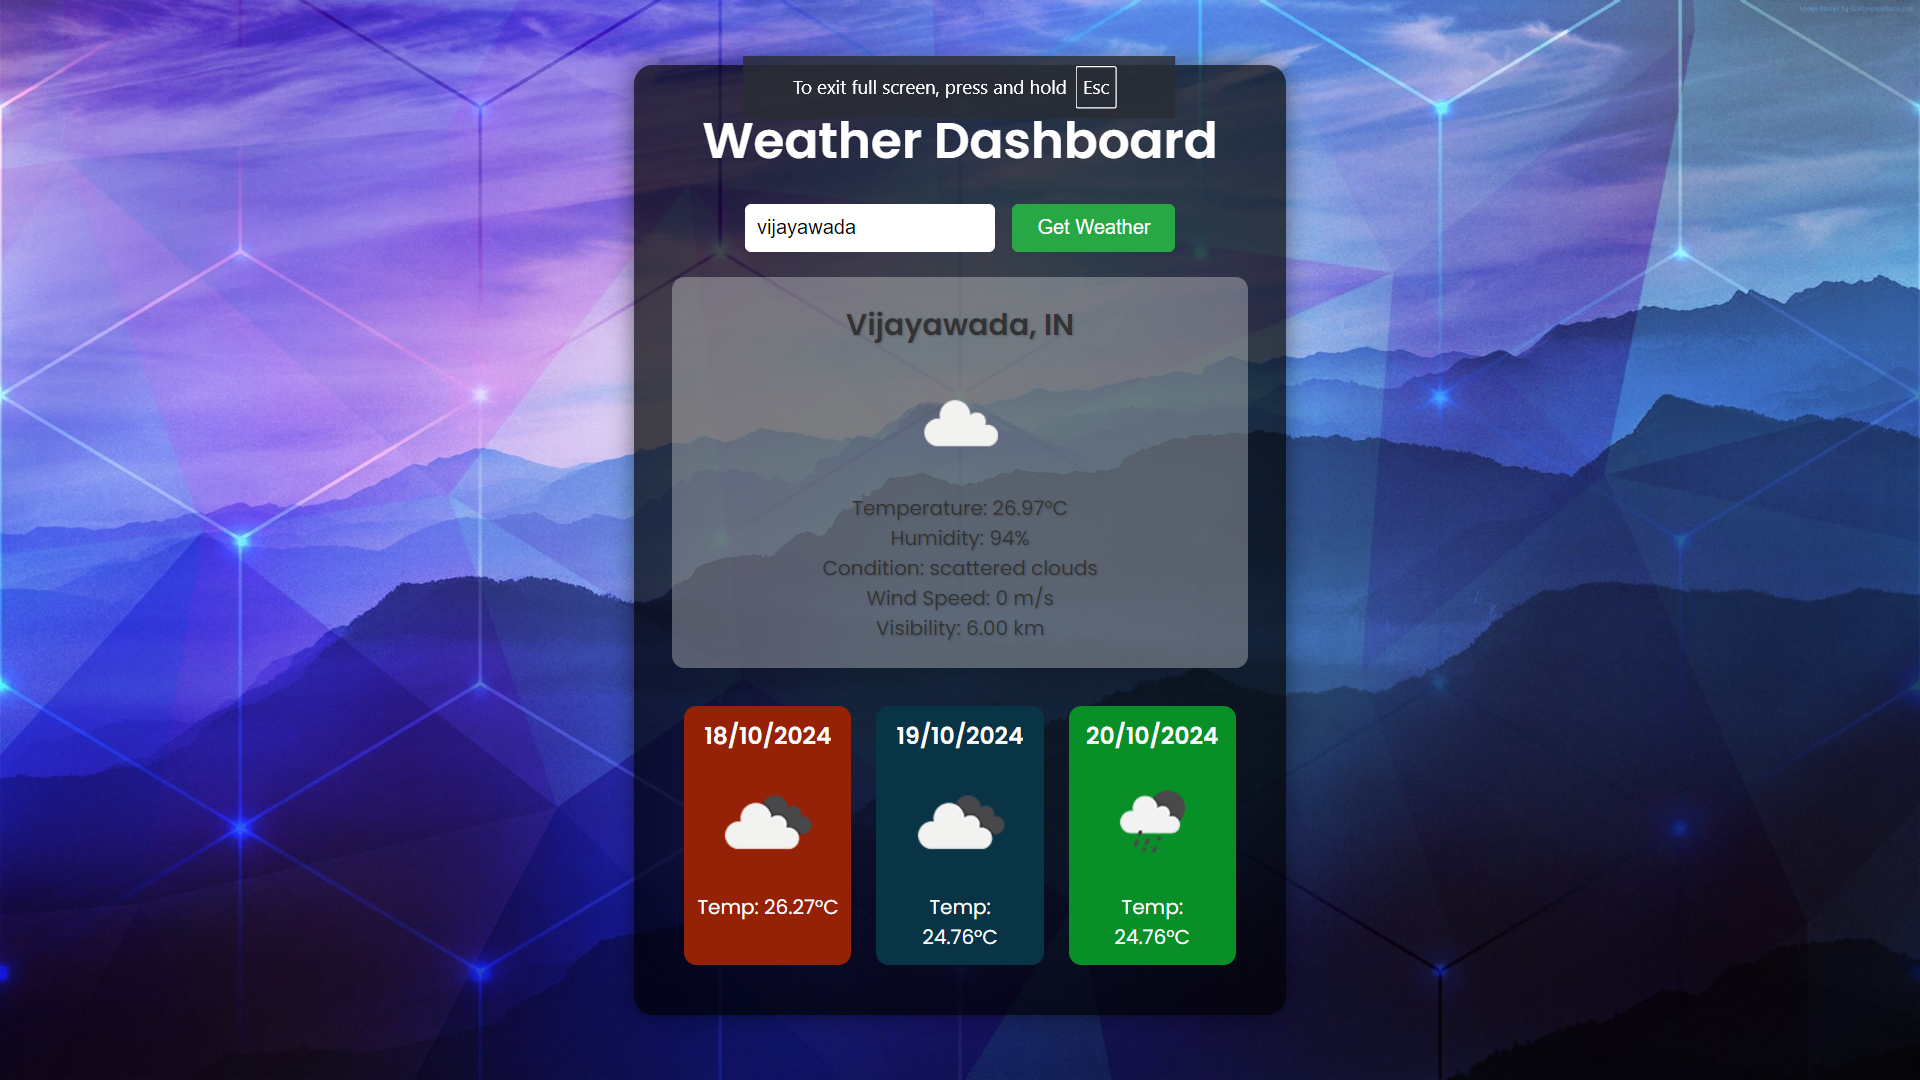 To exit full screen, press and hold Esc
Weather Dashboard
vijayawada
Get Weather
Vijayawada, IN
Temperature: 26.97°C
Humidity: 94%
Condition: scattered clouds
Wind Speed: 0 m/s
Visibility: 6.00 km
18/10/2024
Temp: 26.27°C
19/10/2024
Temp:
24.76°C
20/10/2024
Temp:
24.76°C